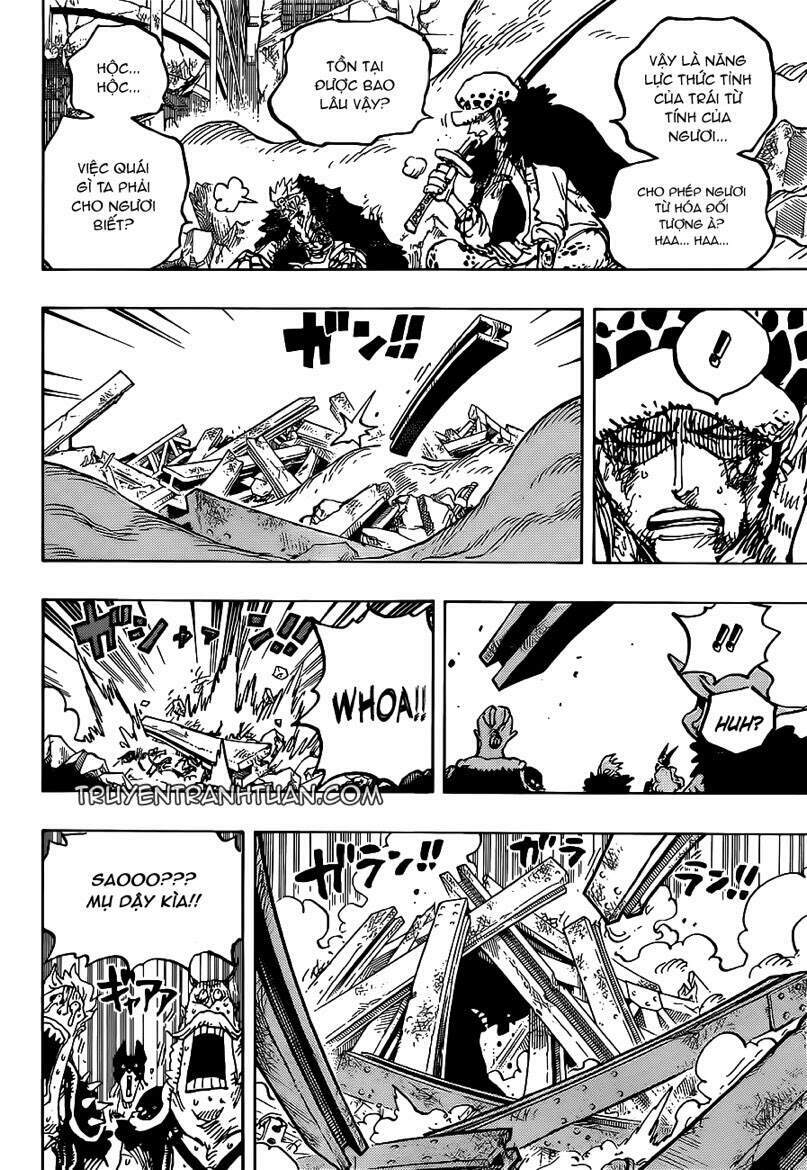 VẬY LÀ NĂNG
LỰC THỨC TỈNH
CỦA TRÁI TỪ
TÍNH CỦA
NGƯƠI...
CHO PHÉP NGƯƠI
TỪ HÓA ĐỐI
TƯỢNG À?
HAA... HAA...
TỒN TẠI
ĐƯỢC BAO
LÂU VẬY?
HỘC...
HỘC...
VIỆC QUÁI
GÌ TA PHẢI
CHO NGƯƠI
BIẾT?
!
ガン!!
!!
HUH?
WHOA!!
ガシャァーン!!
TRUYENTRANHTUAN.COM
ガラ
ラン!!
ガラン!!
SAOOO???
MỤ DẬY KÌA!!
ギャアア